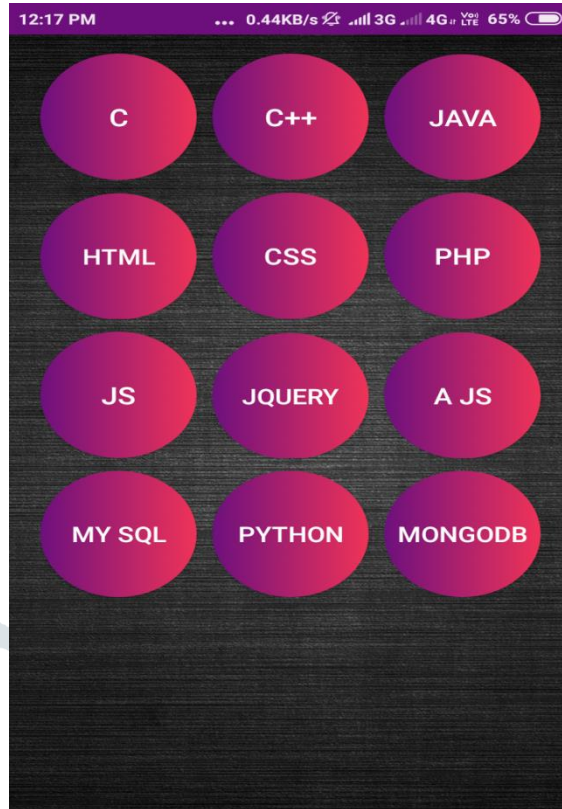 12:17 PM ... 0.44KB/s 3G 4G Vo) LTE 65%
C C++ JAVA
HTML CSS PHP
JS JQUERY A JS
MY SQL PYTHON MONGODB